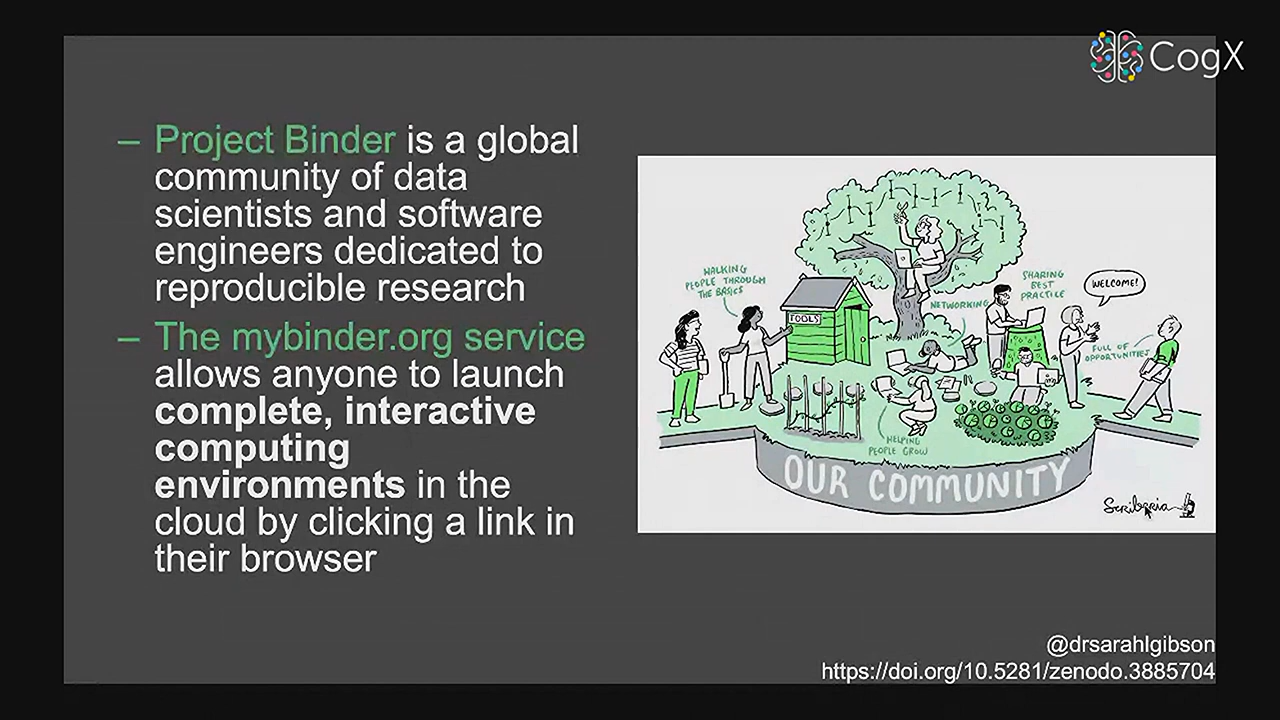 CogX
– Project Binder is a global
community of data
scientists and software
engineers dedicated to
reproducible research
– The mybinder.org service
allows anyone to launch
complete, interactive
computing
environments in the
cloud by clicking a link in
their browser
WALKING
PEOPLE THROUGH
THE BASICS
TOOLS
NETWORKING
SHARING
BEST
PRACTICE
WELCOME!
FULL OF
OPPORTUNITIES
HELPING
PEOPLE GROW
OUR COMMUNITY
Scriberia
@drsarahlgibson
https://doi.org/10.5281/zenodo.3885704